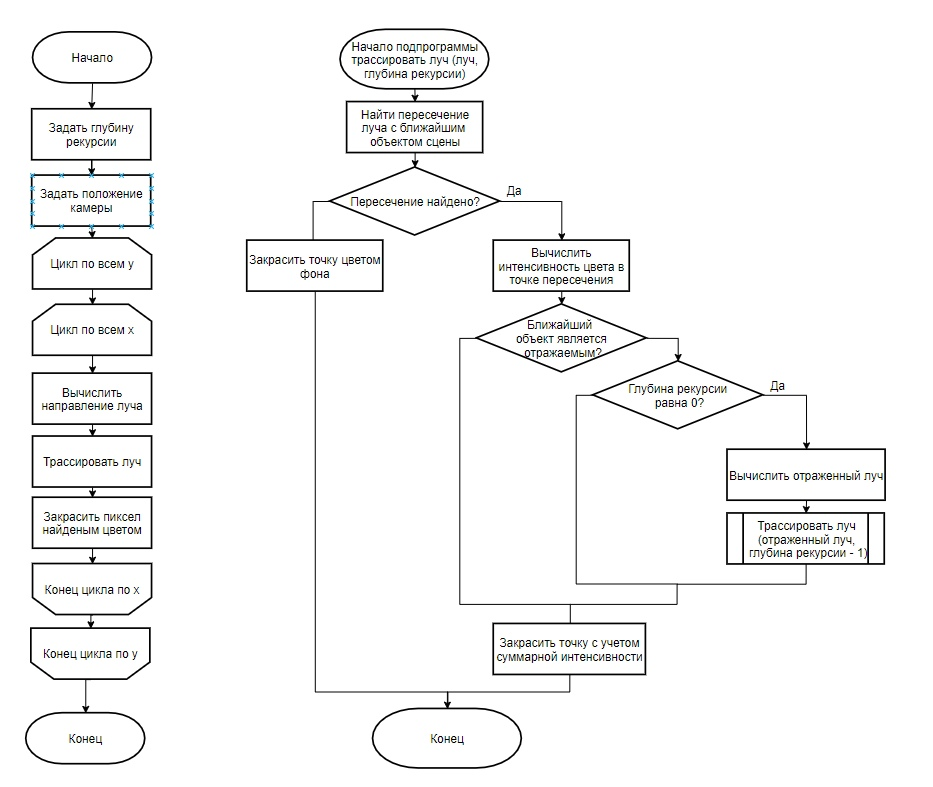 Начало
Задать глубину
рекурсии
Задать положение
камеры
Цикл по всем y
Цикл по всем x
Вычислить
направление луча
Трассировать луч
Закрасить пиксел
найденым цветом
Конец цикла по x
Конец цикла по y
Конец
Начало подпрограммы
трассировать луч (луч,
глубина рекурсии)
Найти пересечение
луча с ближайшим
объектом сцены
Пересечение найдено?
Да
Закрасить точку цветом
фона
Вычислить
интенсивность цвета в
точке пересечения
Ближайший
объект является
отражаемым?
Глубина рекурсии
равна 0?
Да
Вычислить отраженный луч
Трассировать луч
(отраженный луч,
глубина рекурсии - 1)
Закрасить точку с учетом
суммарной интенсивности
Конец